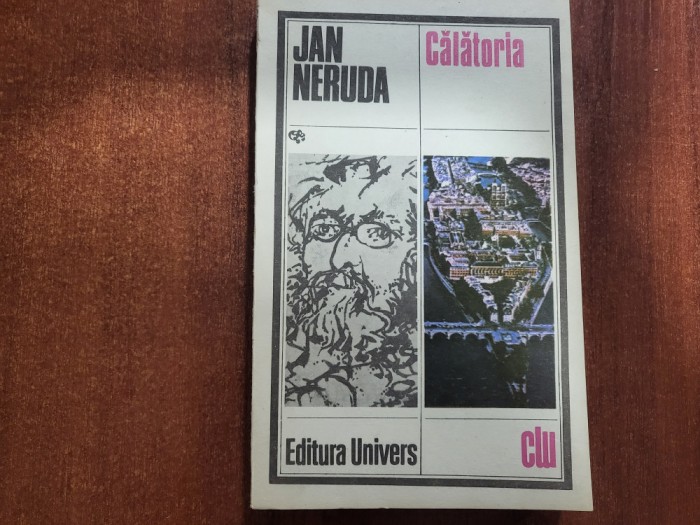 JAN
NERUDA
Călătoria
Editura Univers
clu